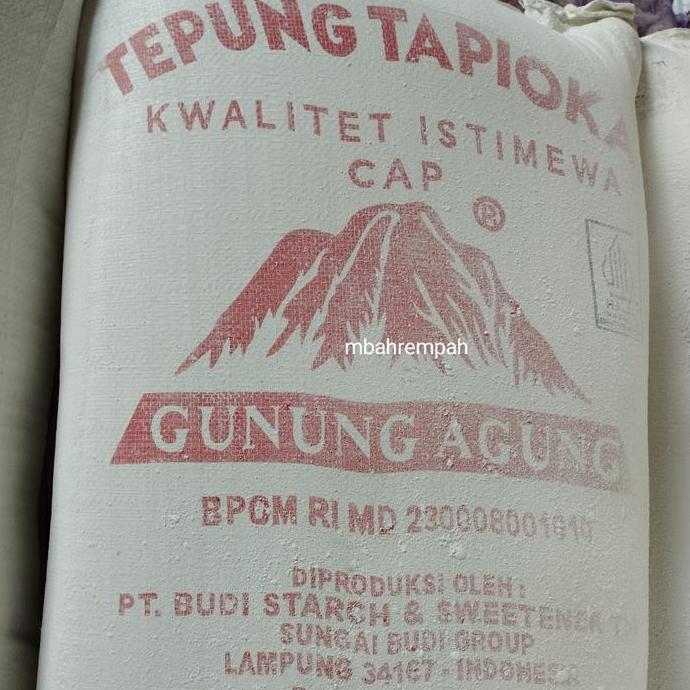 TEPUNG TAPIOKA
KWALITET ISTIMEWA
CAP
®
mbahrempah
GUNUNG AGUNG
BPOM RI MD
DIPRODUKSI OLEH :
PT. BUDI STARCH & SWEETENER
SUNGAI BUDI GROUP
LAMPUNG 34167 - INDONESIA